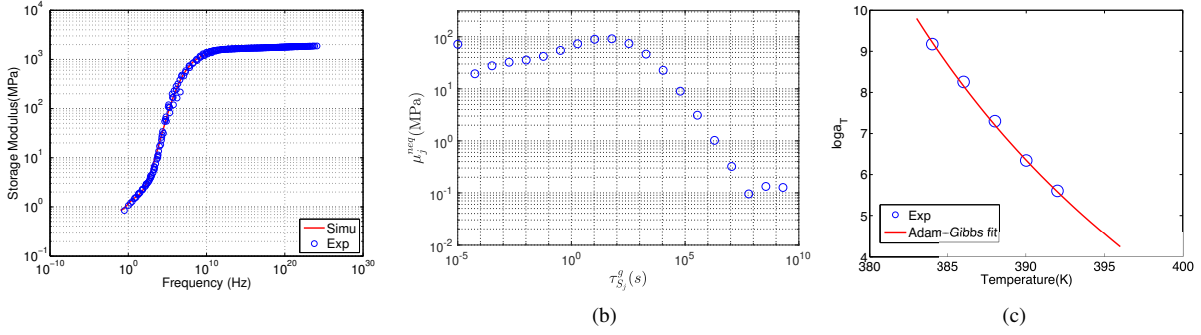 10^4
10^3
10^2
10^1
10^0
10^-1
10^-10
10^0
10^10
10^20
10^30
Storage Modulus(MPa)
Frequency (Hz)
Simu
Exp
10^2
10^1
10^0
10^-1
10^-2
10^-5
10^0
10^5
10^10
μ_j^{neq}(MPa)
τ_{S_j}^g(s)
(b)
10
9
8
7
6
5
4
380
385
390
395
400
loga_T
Temperature(K)
Exp
Adam-Gibbs fit
(c)